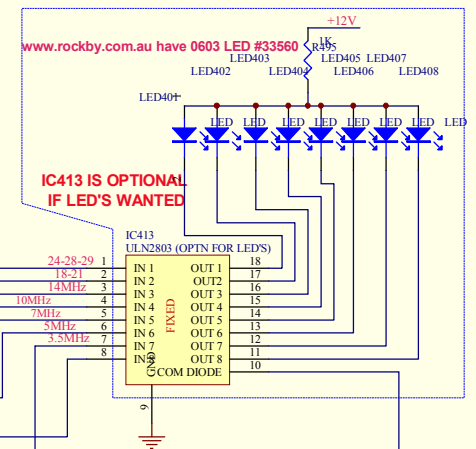 +12V
www.rockby.com.au have 0603 LED #33560
1K
R495
LED403 LED405 LED407
LED402 LED404 LED406 LED408
LED401
LED LED LED LED LED LED LED LED
IC413 IS OPTIONAL
IF LED'S WANTED
IC413
ULN2803 (OPTN FOR LED'S)
24-28-29 1 IN 1 OUT 1 18
18-21 2 IN 2 OUT2 17
14MHz 3 IN 3 OUT 3 16
10MHz 4 IN 4 OUT 4 15
7MHz 5 IN 5 OUT 5 14
5MHz 6 IN 6 OUT 6 13
3.5MHz 7 IN 7 OUT 7 12
8 IN 8 OUT 8 11
FIXED
GND COM DIODE 10
9